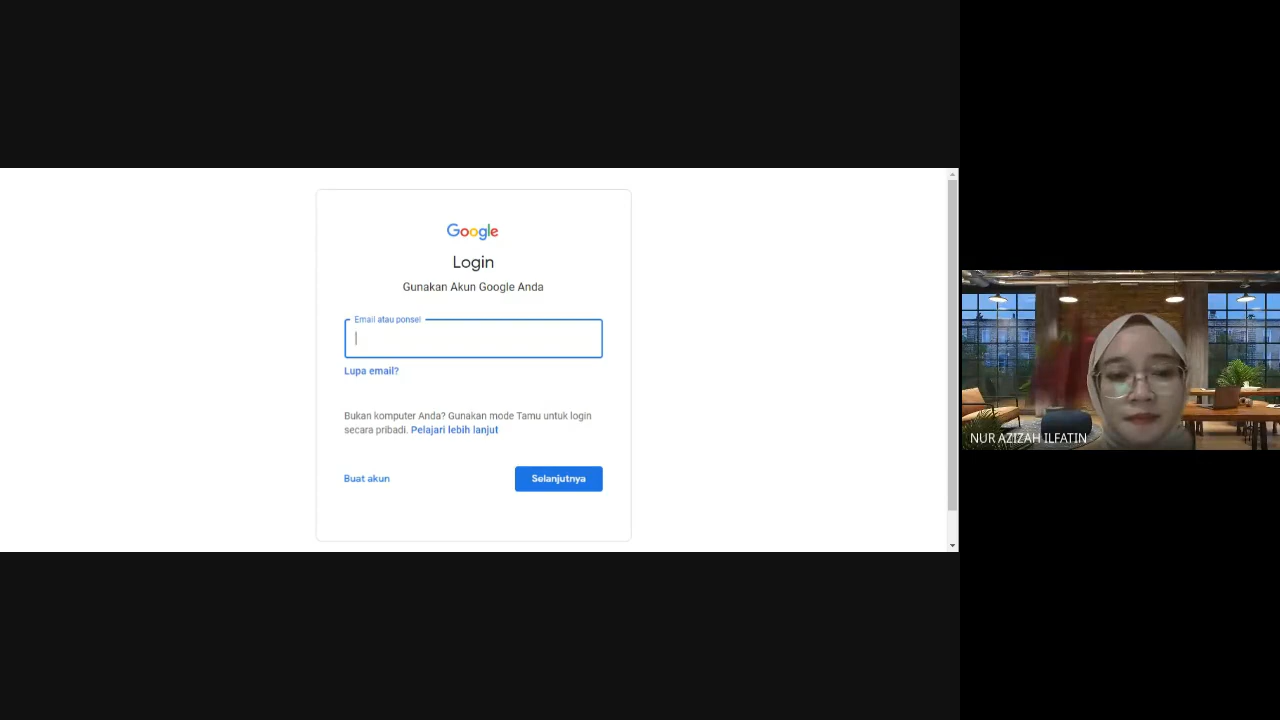 Google
Login
Gunakan Akun Google Anda
Email atau ponsel
Lupa email?
Bukan komputer Anda? Gunakan mode Tamu untuk login
secara pribadi. Pelajari lebih lanjut
Buat akun
Selanjutnya
NUR AZIZAH ILFATIN